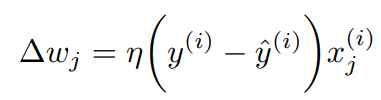 Δw_j = η(y^{(i)} − ŷ^{(i)})x_j^{(i)}